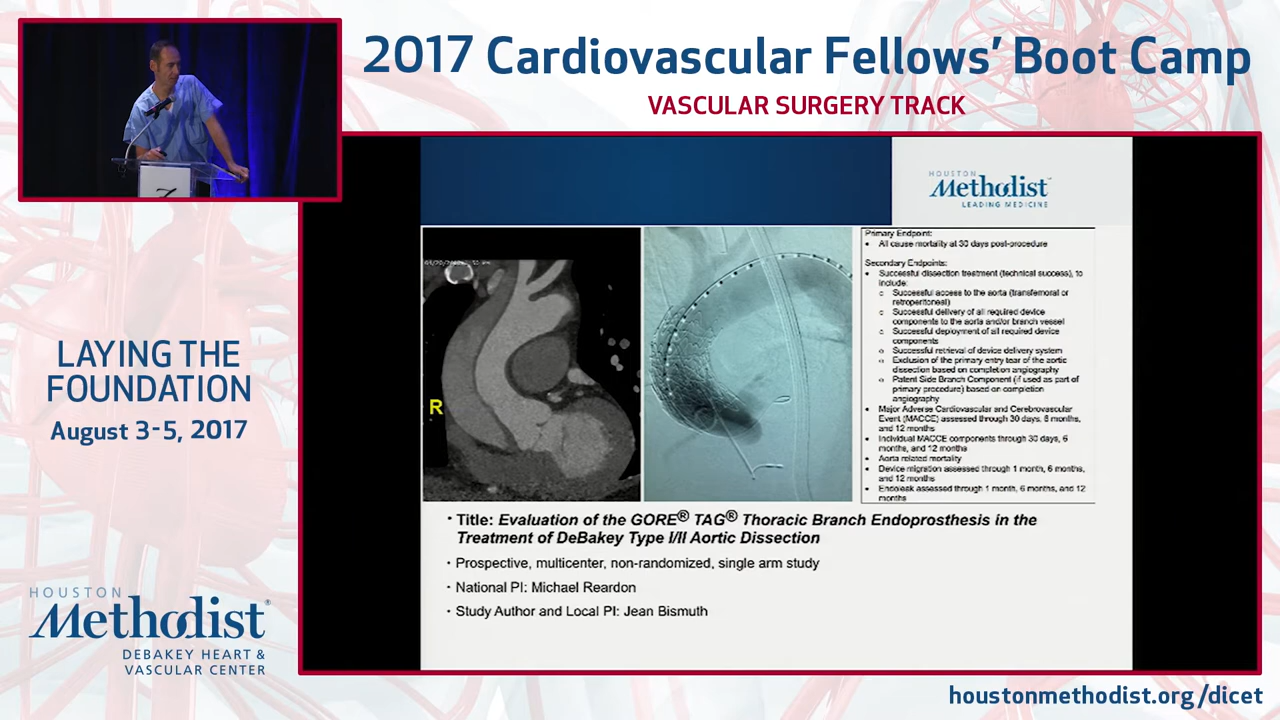 2017 Cardiovascular Fellows' Boot Camp
VASCULAR SURGERY TRACK
HOUSTON
Methodist
LEADING MEDICINE
Primary Endpoint:
• All cause mortality at 30 days post-procedure
Secondary Endpoints:
• Successful dissection treatment (technical success), to
include:
o Successful access to the aorta (transfemoral or
retroperitoneal)
o Successful delivery of all required device
components to the aorta and/or branch vessel
o Successful deployment of all required device
components
o Successful retrieval of device delivery system
o Exclusion of the primary entry tear of the aortic
dissection based on completion angiography
o Patent Side Branch Component (if used as part of
primary procedure) based on completion
angiography
• Major Adverse Cardiovascular and Cerebrovascular
Event (MACCE) assessed through 30 days, 6 months,
and 12 months
• Individual MACCE components through 30 days, 6
months, and 12 months
• Aorta related mortality
• Device migration assessed through 1 month, 6 months,
and 12 months
• Endoleak assessed through 1 month, 6 months, and 12
months
R
• Title: Evaluation of the GORE® TAG® Thoracic Branch Endoprosthesis in the
Treatment of DeBakey Type I/II Aortic Dissection
• Prospective, multicenter, non-randomized, single arm study
• National PI: Michael Reardon
• Study Author and Local PI: Jean Bismuth
LAYING THE
FOUNDATION
August 3-5, 2017
HOUSTON
Methodist®
DEBAKEY HEART &
VASCULAR CENTER
houstonmethodist.org/dicet